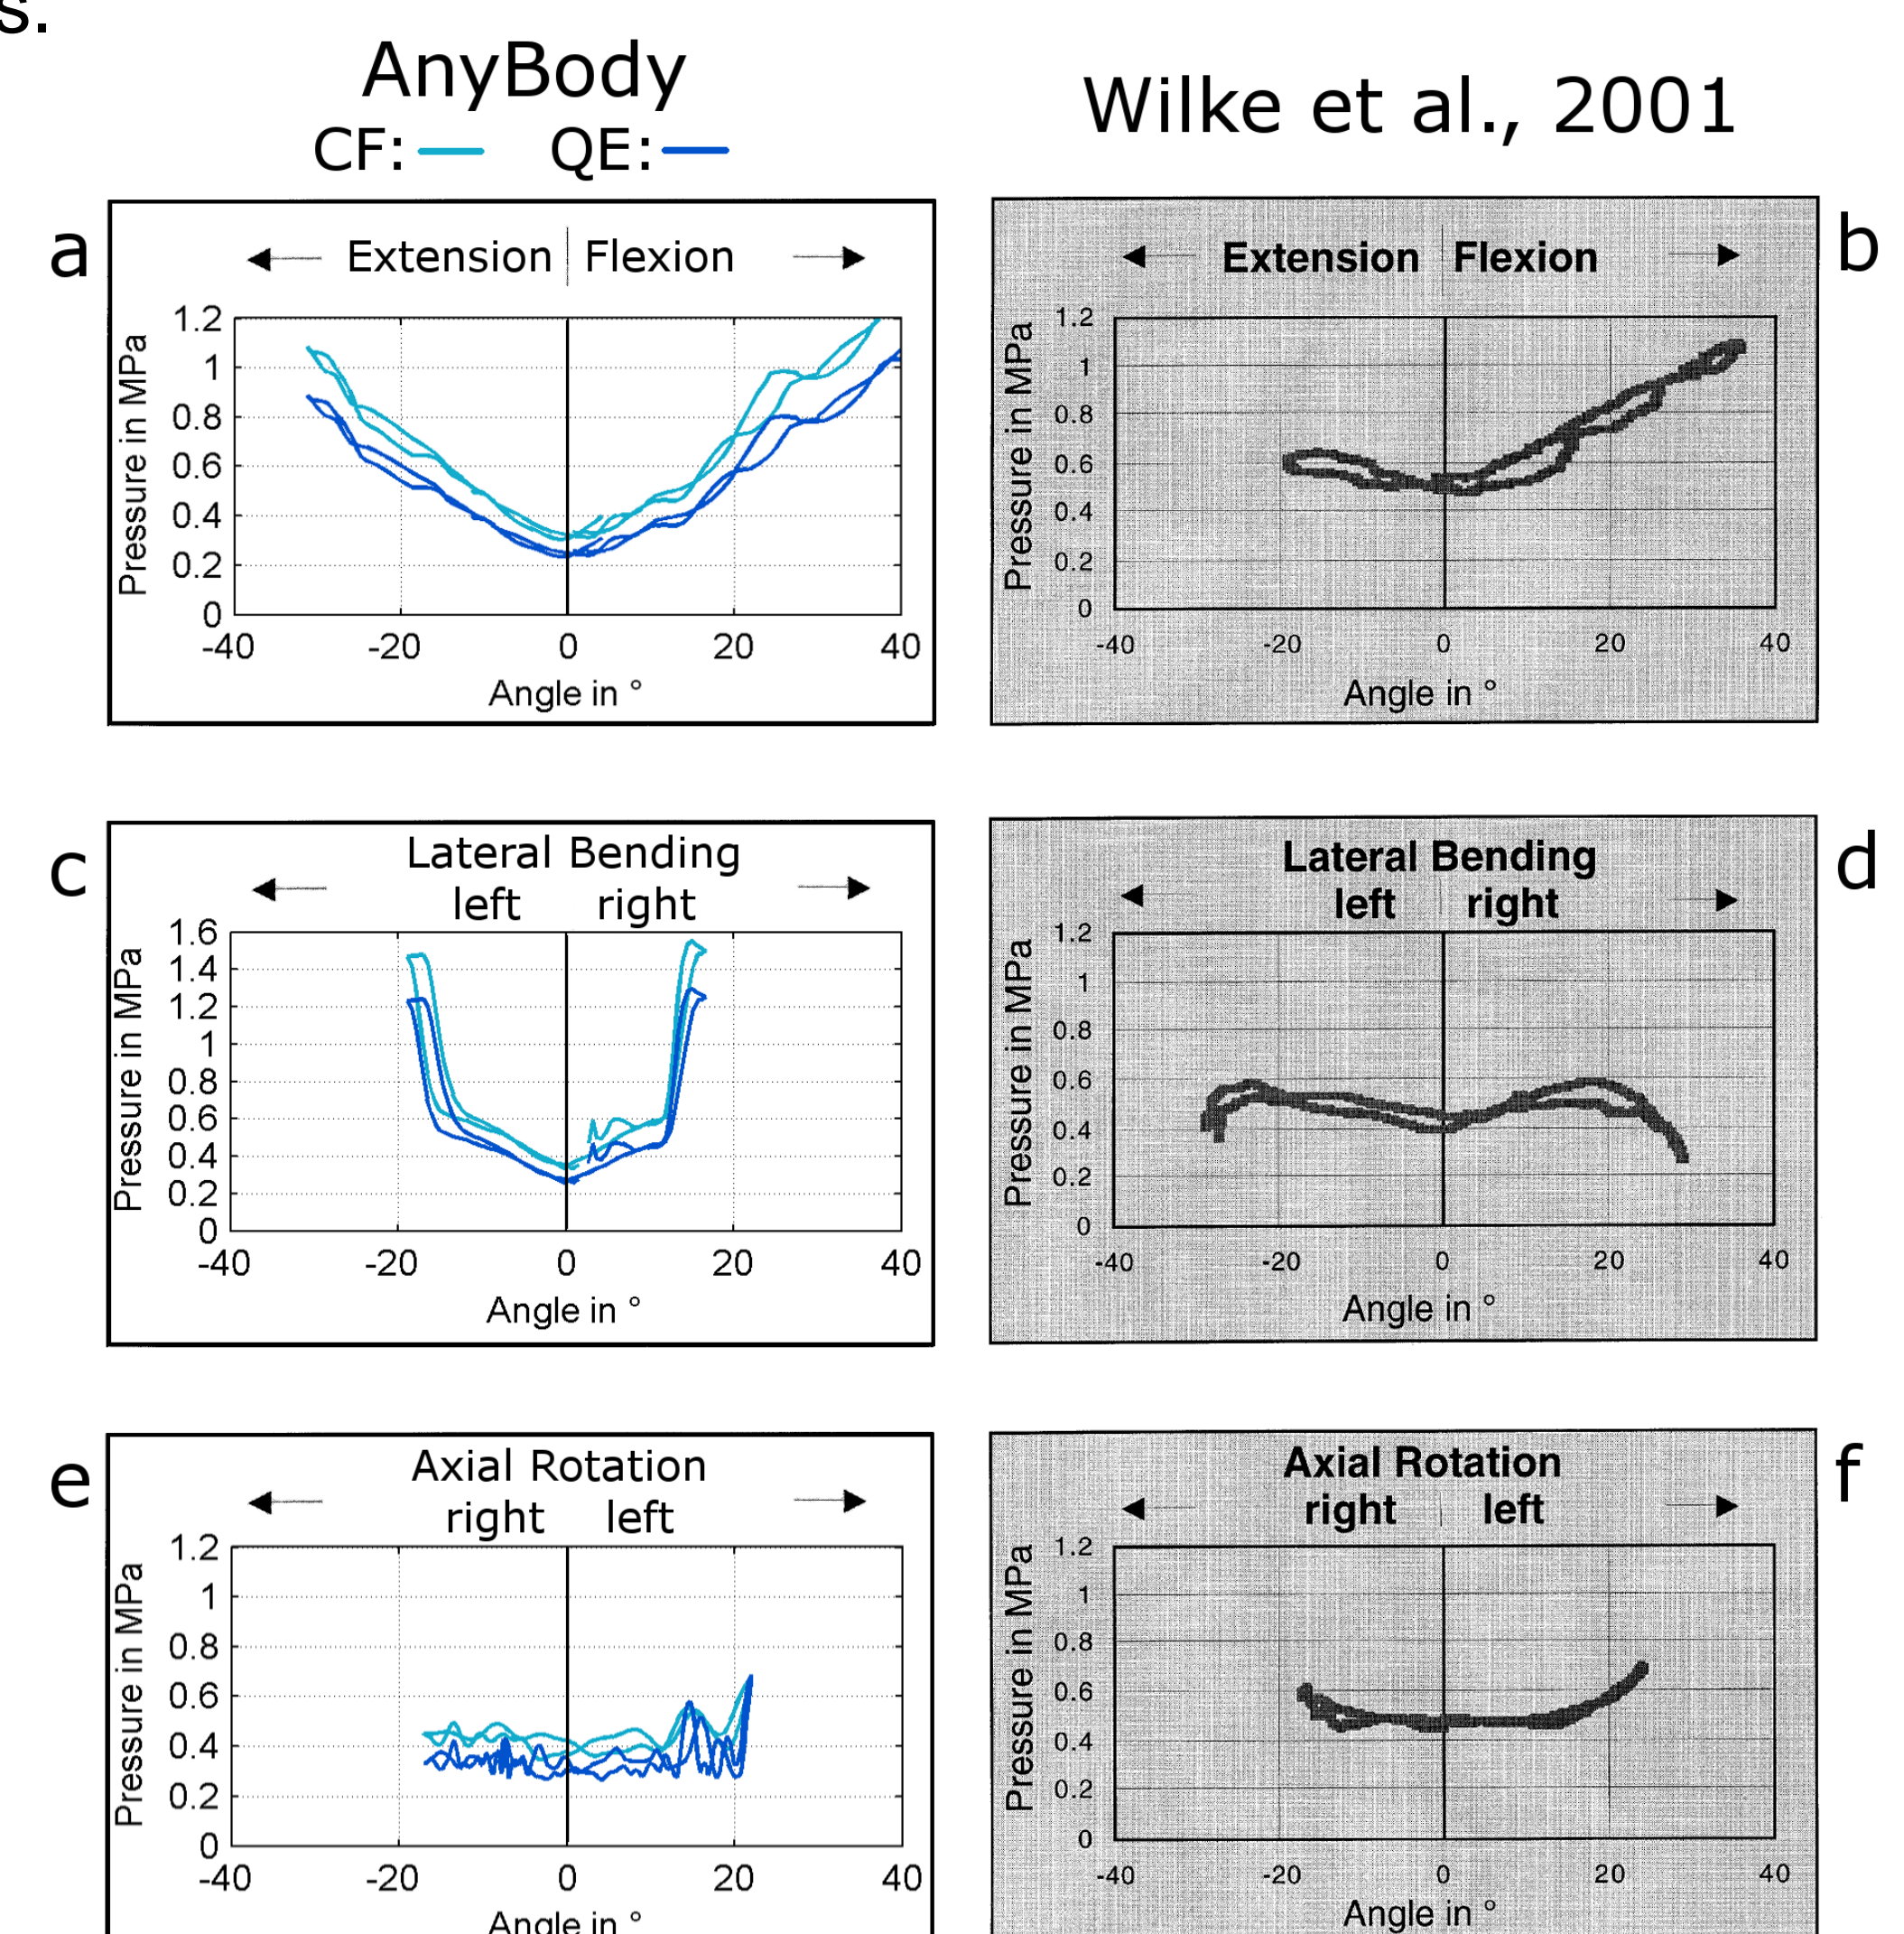 s.
AnyBody
CF: QE:
Wilke et al., 2001
a
Extension Flexion
Pressure in MPa
1.2
1
0.8
0.6
0.4
0.2
0
-40 -20 0 20 40
Angle in °
b
Extension Flexion
Pressure in MPa
1.2
1
0.8
0.6
0.4
0.2
0
-40 -20 0 20 40
Angle in °
c
Lateral Bending
left right
Pressure in MPa
1.6
1.4
1.2
1
0.8
0.6
0.4
0.2
0
-40 -20 0 20 40
Angle in °
d
Lateral Bending
left right
Pressure in MPa
1.2
1
0.8
0.6
0.4
0.2
0
-40 -20 0 20 40
Angle in °
e
Axial Rotation
right left
Pressure in MPa
1.2
1
0.8
0.6
0.4
0.2
0
-40 -20 0 20 40
Angle in °
f
Axial Rotation
right left
Pressure in MPa
1.2
1
0.8
0.6
0.4
0.2
0
-40 -20 0 20 40
Angle in °